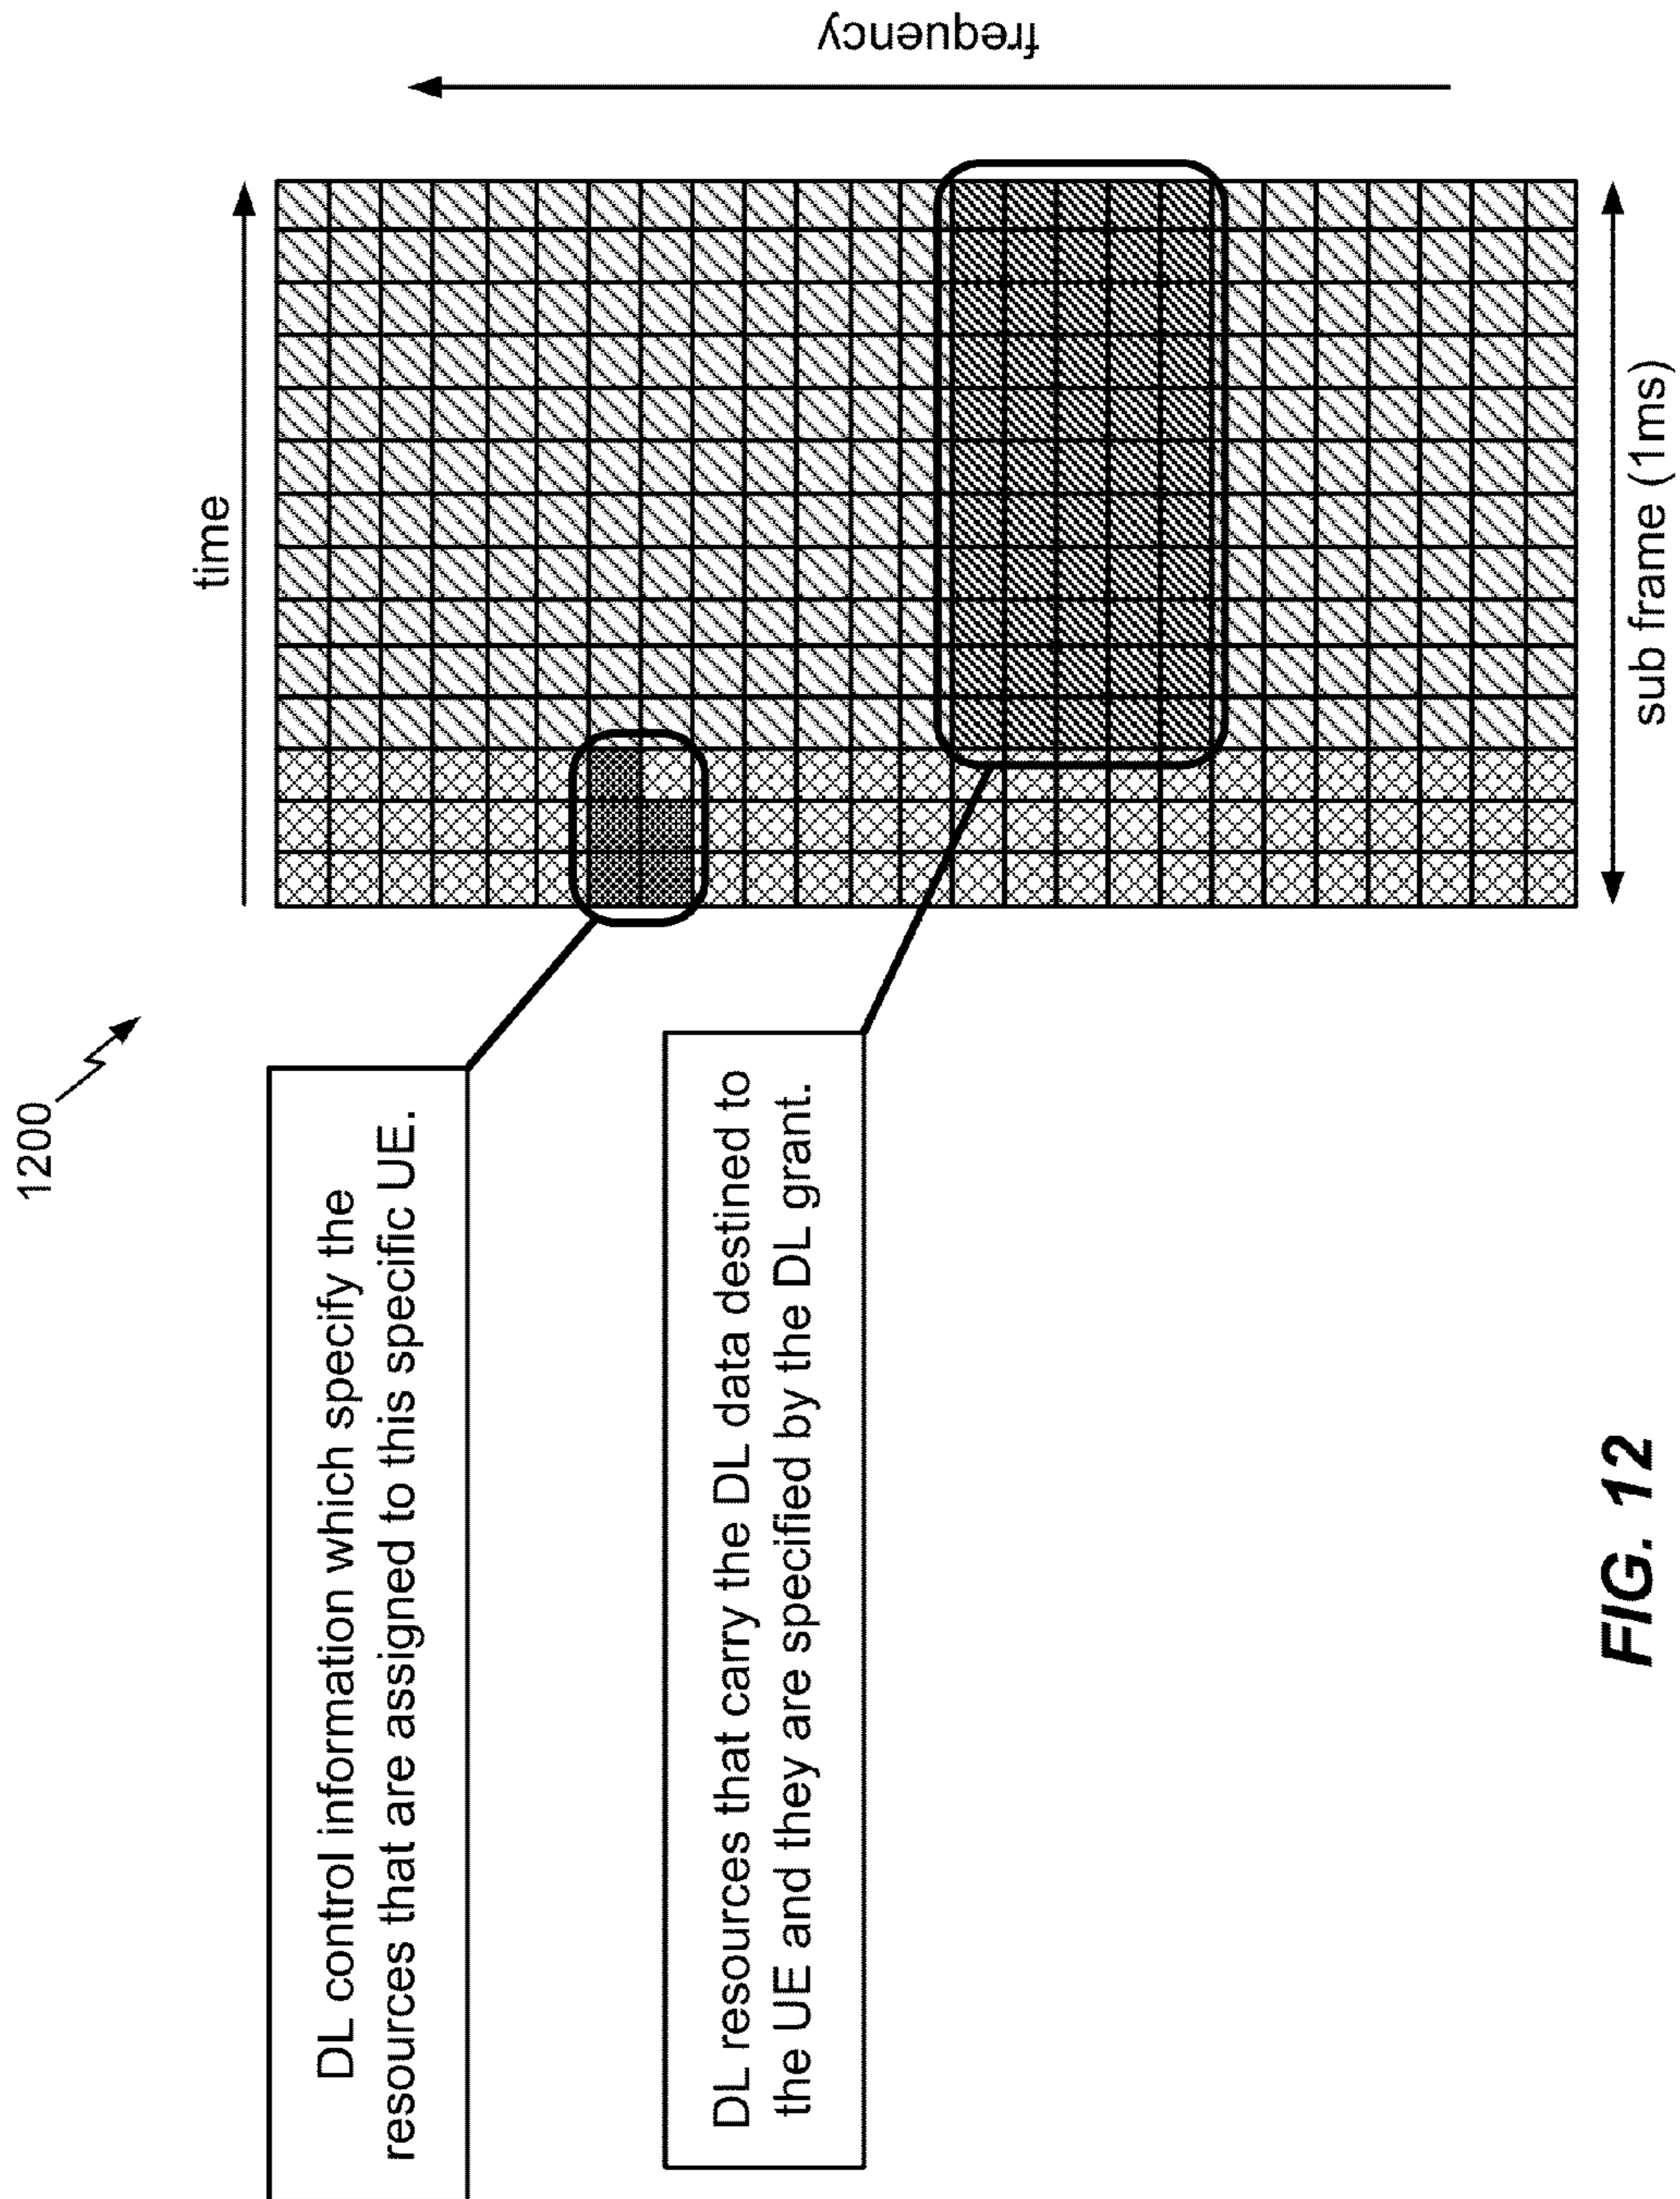 1200
time
frequency
DL control information which specify the
resources that are assigned to this specific UE.
DL resources that carry the DL data destined to
the UE and they are specified by the DL grant.
sub frame (1ms)
FIG. 12